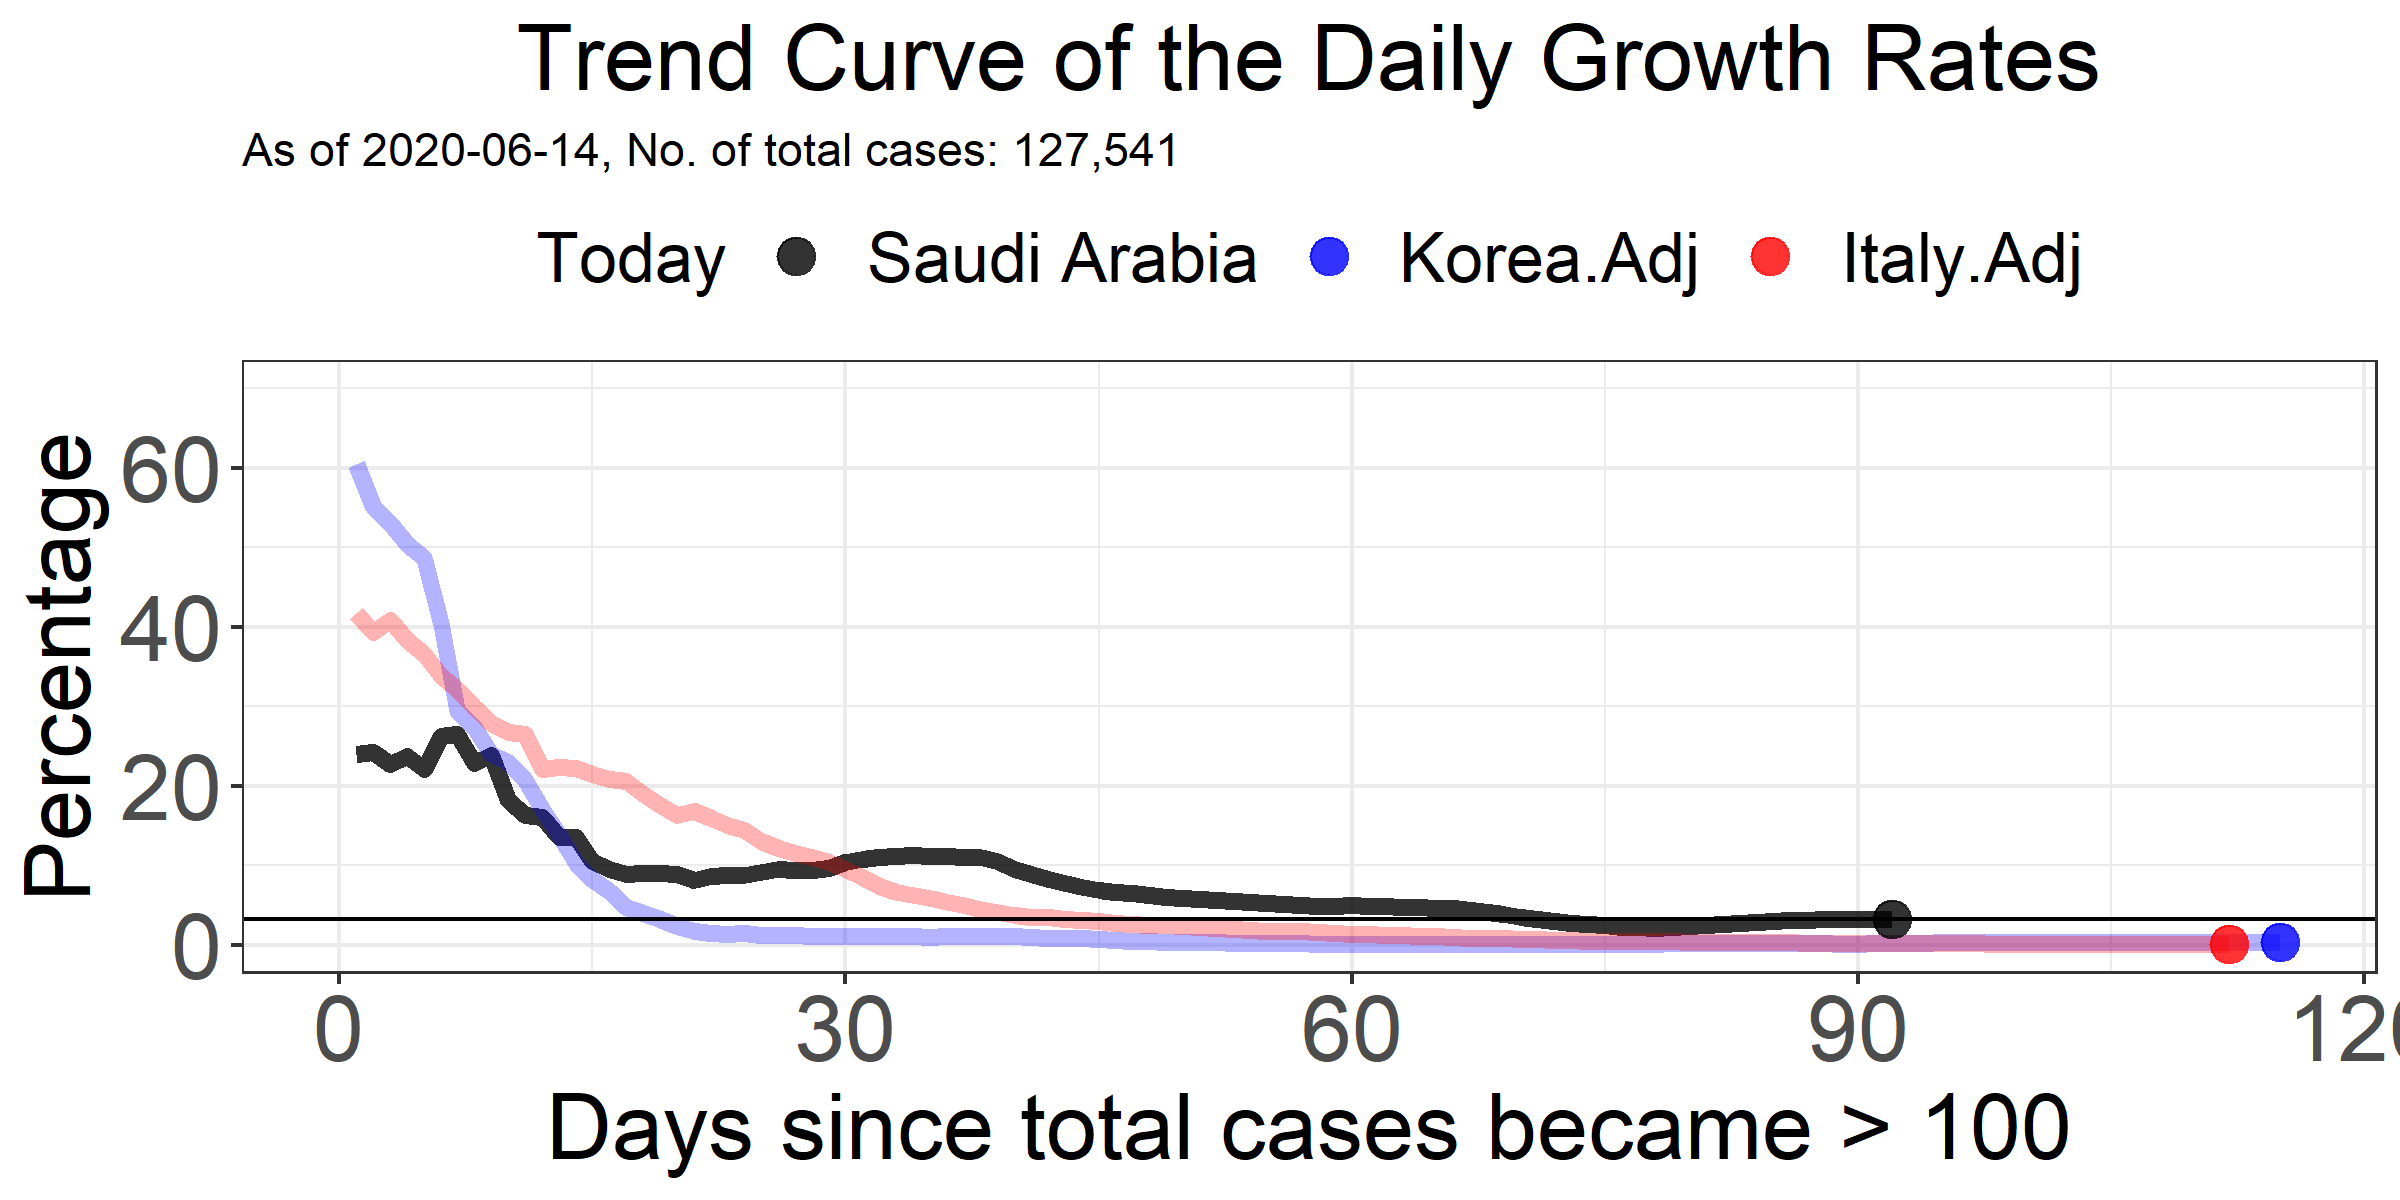 Trend Curve of the Daily Growth Rates
As of 2020-06-14, No. of total cases: 127,541
Today Saudi Arabia Korea.Adj Italy.Adj
Percentage
60
40
20
0
0 30 60 90 120
Days since total cases became > 100